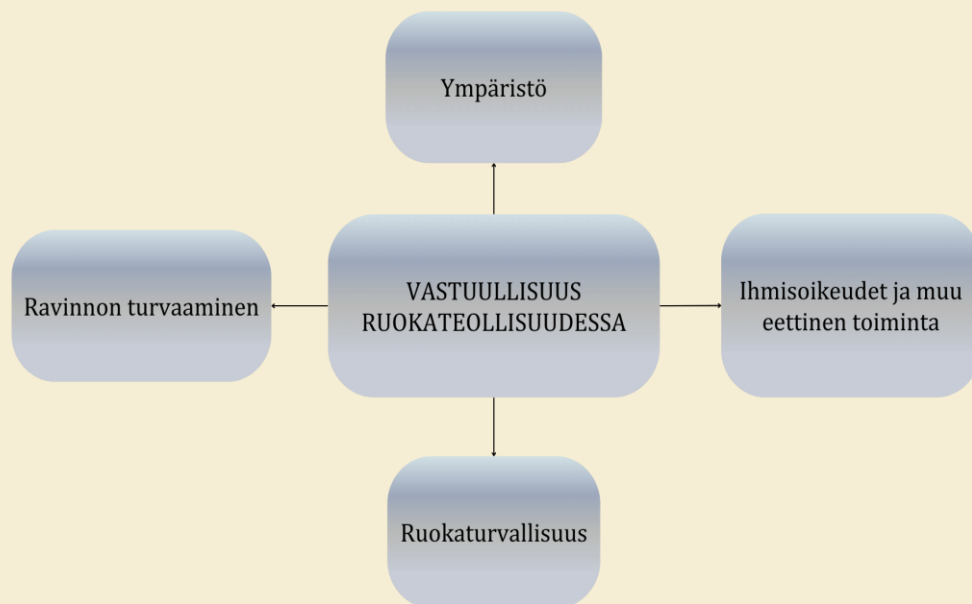 Ympäristö
Ravinnon turvaaminen
VASTUULLISUUS
RUOKATEOLLISUUDESSA
Ihmisoikeudet ja muu
eettinen toiminta
Ruokaturvallisuus